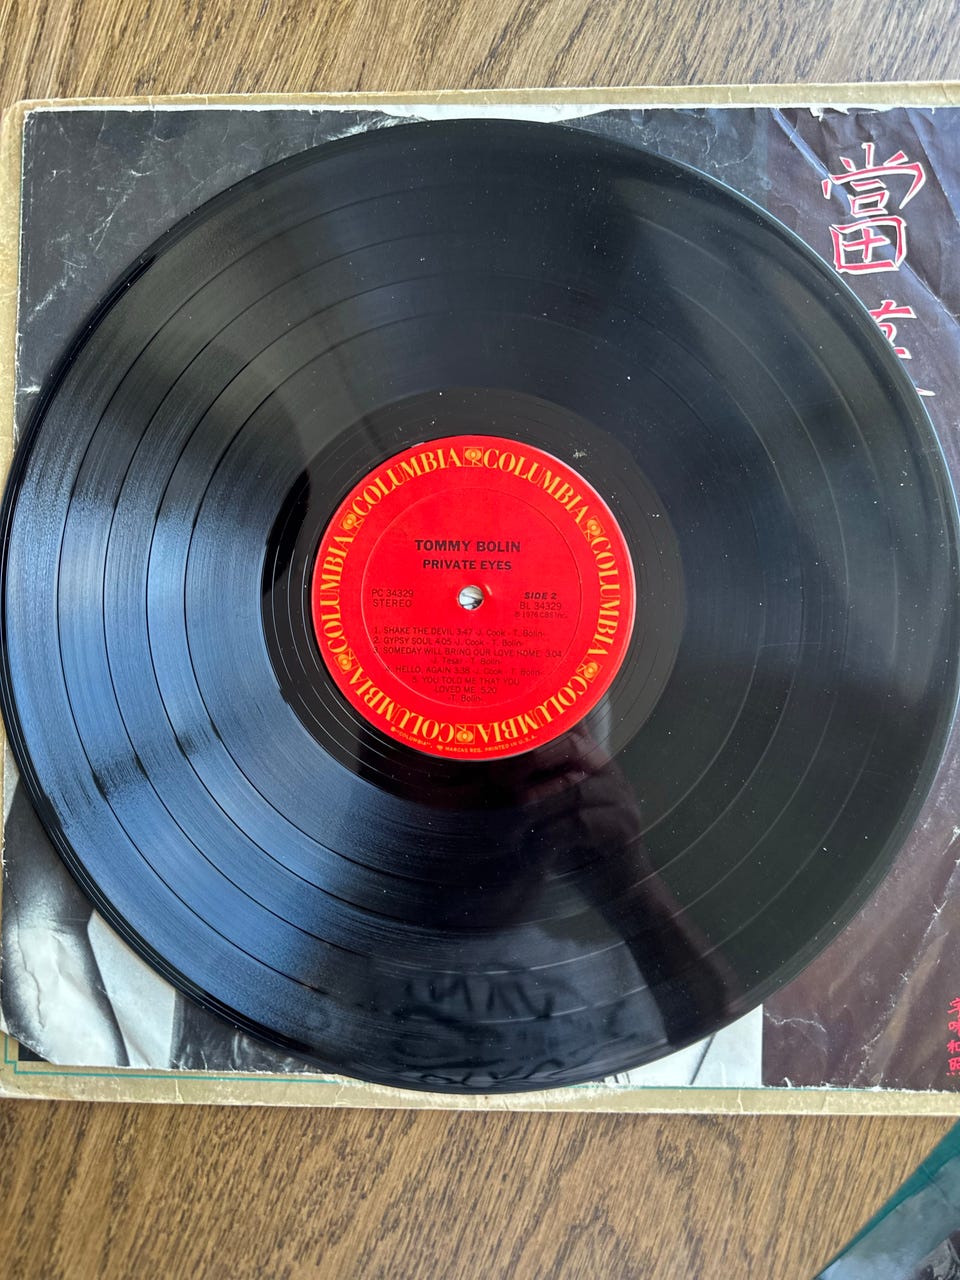 當
COLUMBIA COLUMBIA COLUMBIA COLUMBIA COLUMBIA COLUMBIA
TOMMY BOLIN
PRIVATE EYES
PC 34329
STEREO
SIDE 2
BL 34329
℗ 1976 CBS Inc.
1. SHAKE THE DEVIL 3:47 -J. Cook - T. Bolin-
2. GYPSY SOUL 4:05 -J. Cook - T. Bolin-
3. SOMEDAY WILL BRING OUR LOVE HOME 3:04
-J. Tesar - T. Bolin-
HELLO, AGAIN 3:38 -J. Cook - T. Bolin-
5. YOU TOLD ME THAT YOU
LOVED ME 5:20
-T. Bolin-
"COLUMBIA", MARCAS REG. PRINTED IN U.S.A.